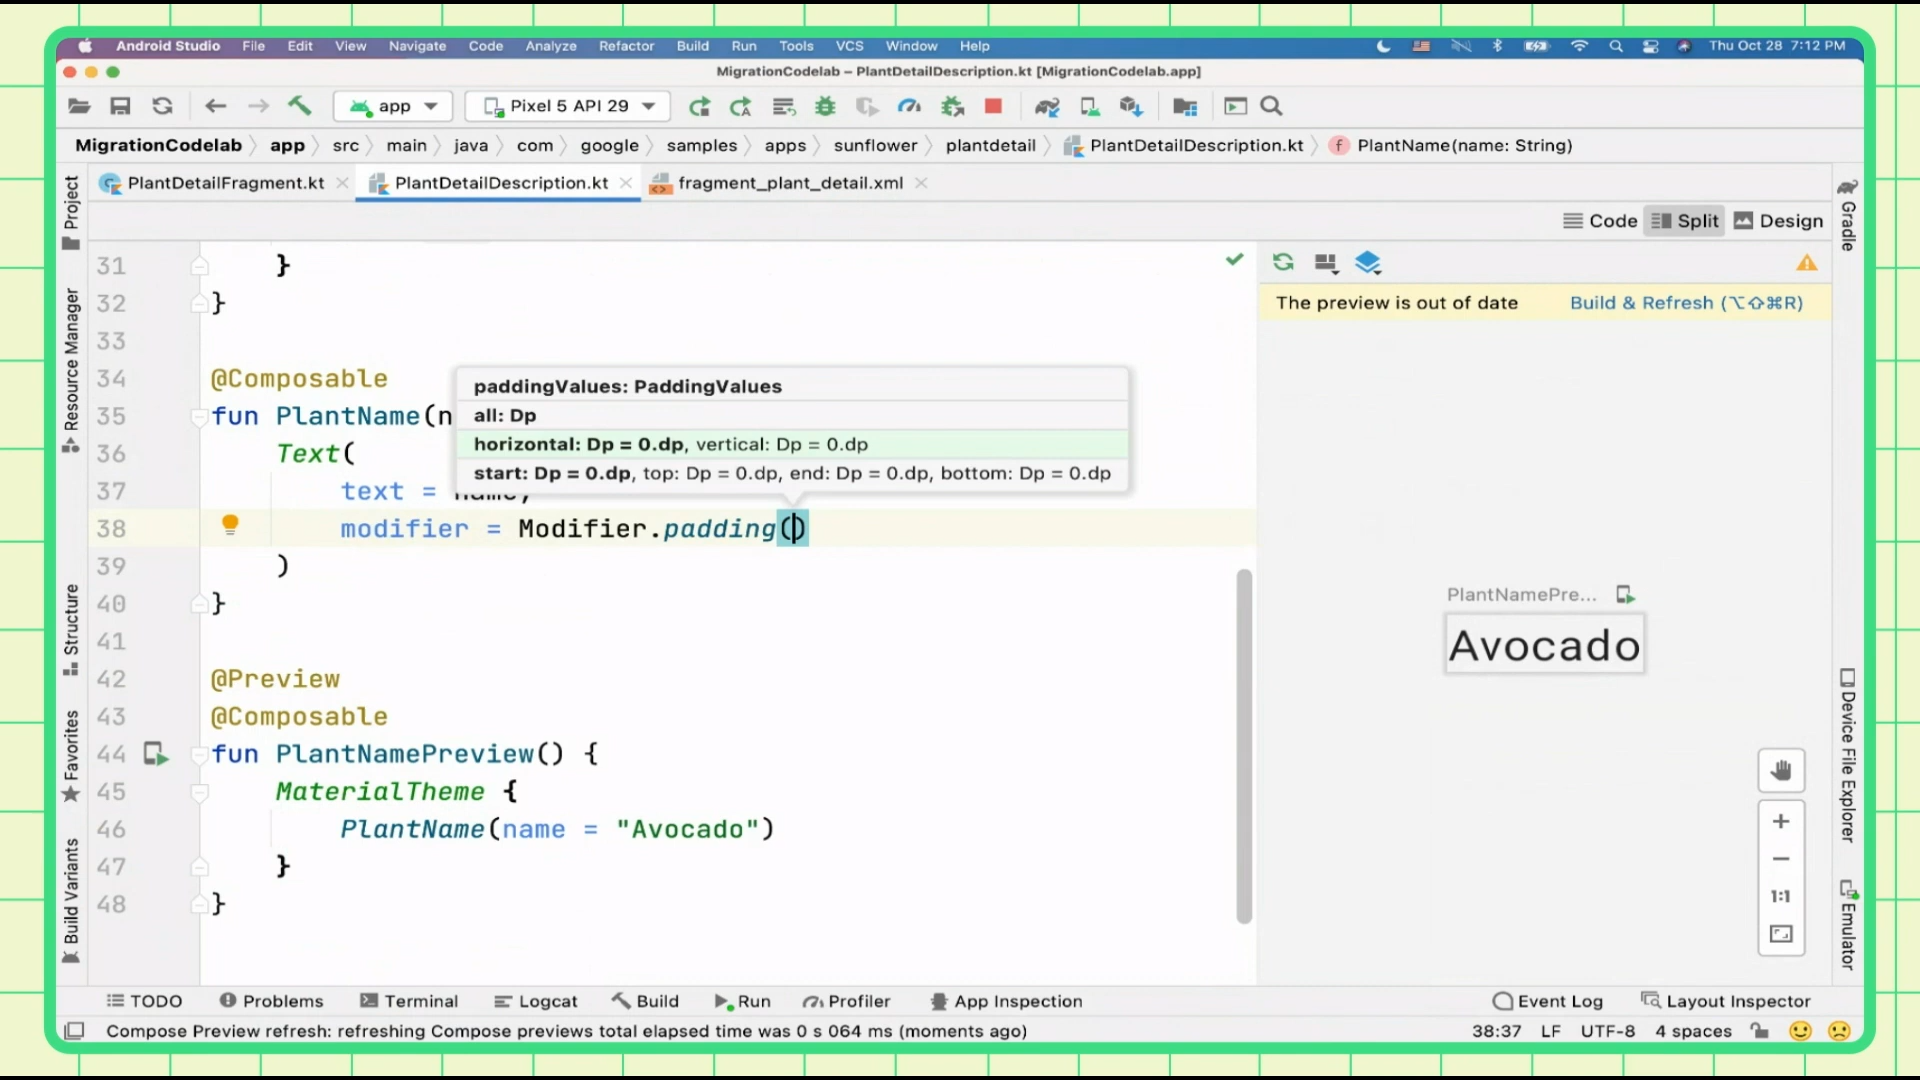 Android Studio File Edit View Navigate Code Analyze Refactor Build Run Tools VCS Window Help Thu Oct 28 7:12 PM
MigrationCodelab – PlantDetailDescription.kt [MigrationCodelab.app]
app Pixel 5 API 29
MigrationCodelab app src main java com google samples apps sunflower plantdetail PlantDetailDescription.kt f PlantName(name: String)
PlantDetailFragment.kt PlantDetailDescription.kt fragment_plant_detail.xml
Code Split Design
Project
Resource Manager
Structure
Favorites
Build Variants
31 }
32 }
33
34 @Composable
35 fun PlantName(n
36 Text(
37 text = name,
38 modifier = Modifier.padding()
39 )
40 }
41
42 @Preview
43 @Composable
44 fun PlantNamePreview() {
45 MaterialTheme {
46 PlantName(name = "Avocado")
47 }
48 }
paddingValues: PaddingValues
all: Dp
horizontal: Dp = 0.dp, vertical: Dp = 0.dp
start: Dp = 0.dp, top: Dp = 0.dp, end: Dp = 0.dp, bottom: Dp = 0.dp
The preview is out of date Build & Refresh (⌥⇧⌘R)
PlantNamePre...
Avocado
1:1
Gradle
Device File Explorer
Emulator
TODO Problems Terminal Logcat Build Run Profiler App Inspection Event Log Layout Inspector
Compose Preview refresh: refreshing Compose previews total elapsed time was 0 s 064 ms (moments ago) 38:37 LF UTF-8 4 spaces